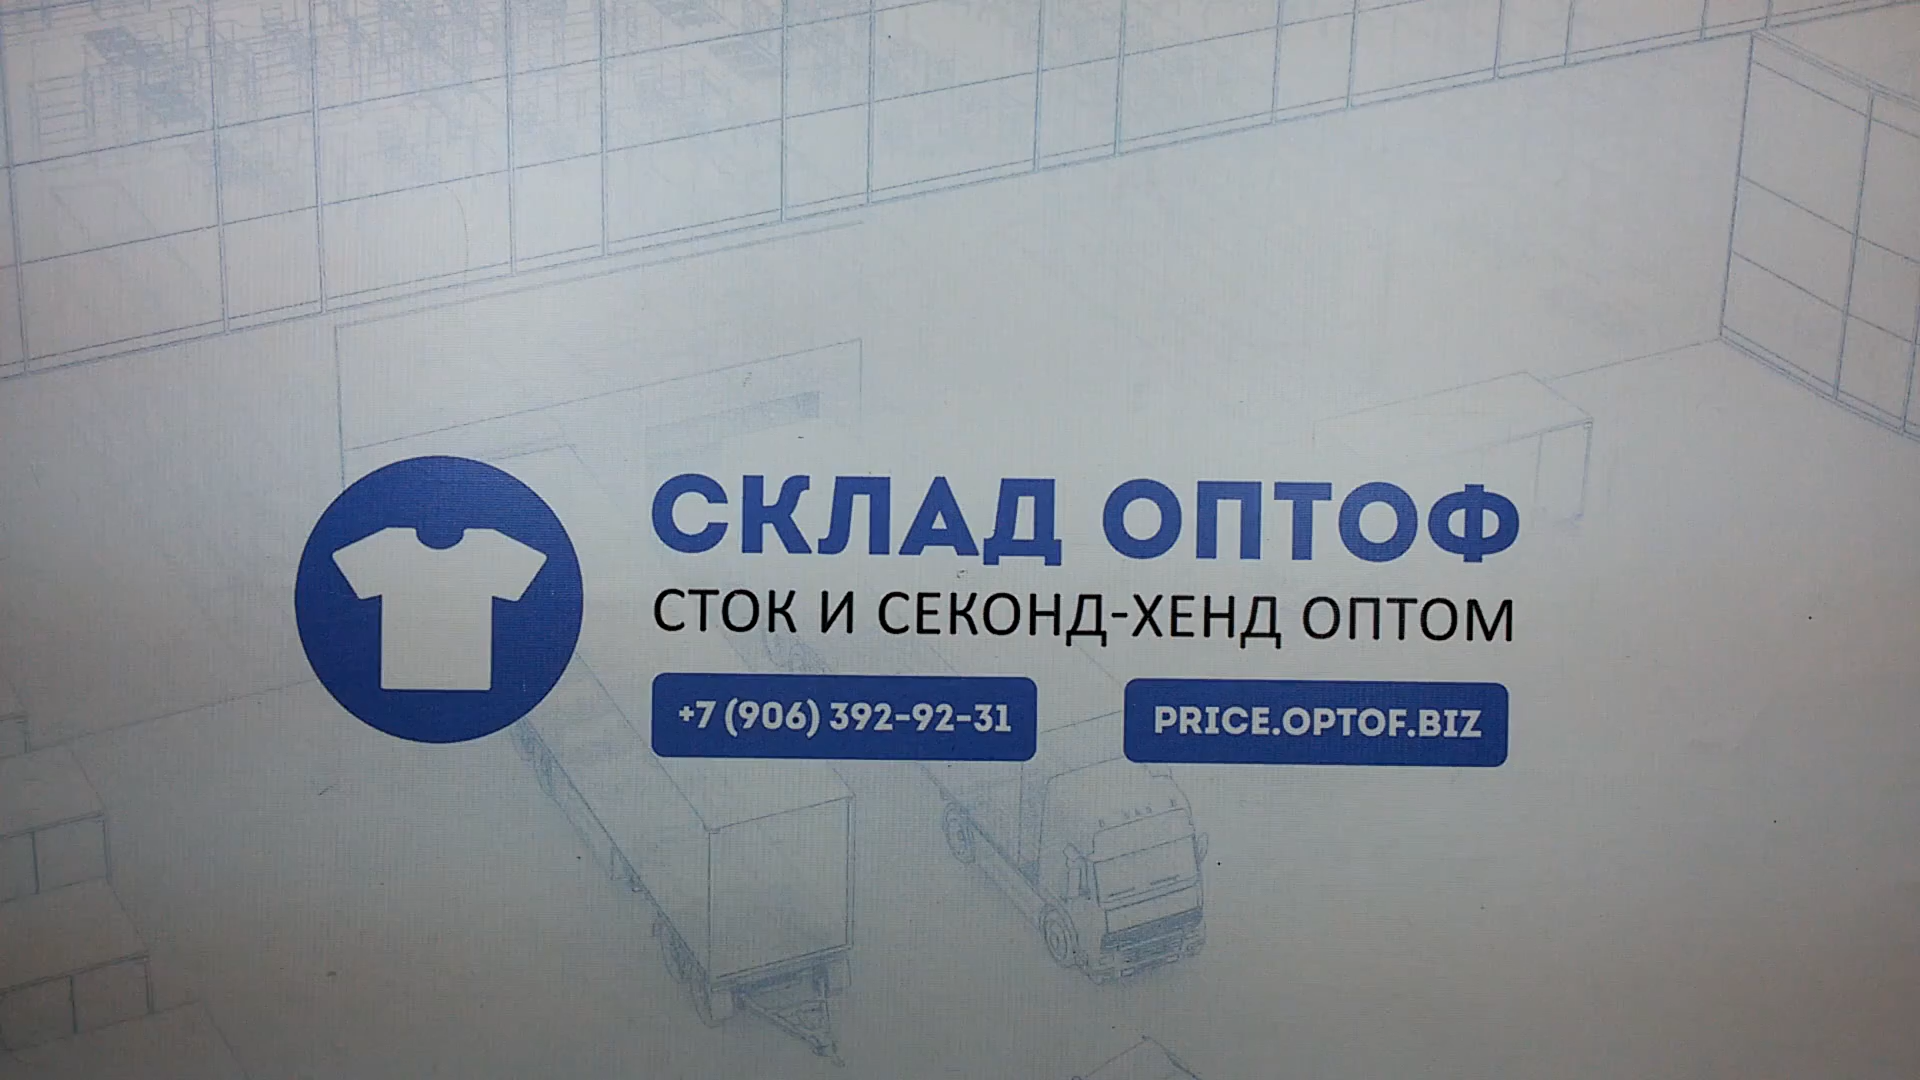 СКЛАД ОПТОФ
СТОК И СЕКОНД-ХЕНД ОПТОМ
+7 (906) 392-92-31
PRICE.OPTOF.BIZ